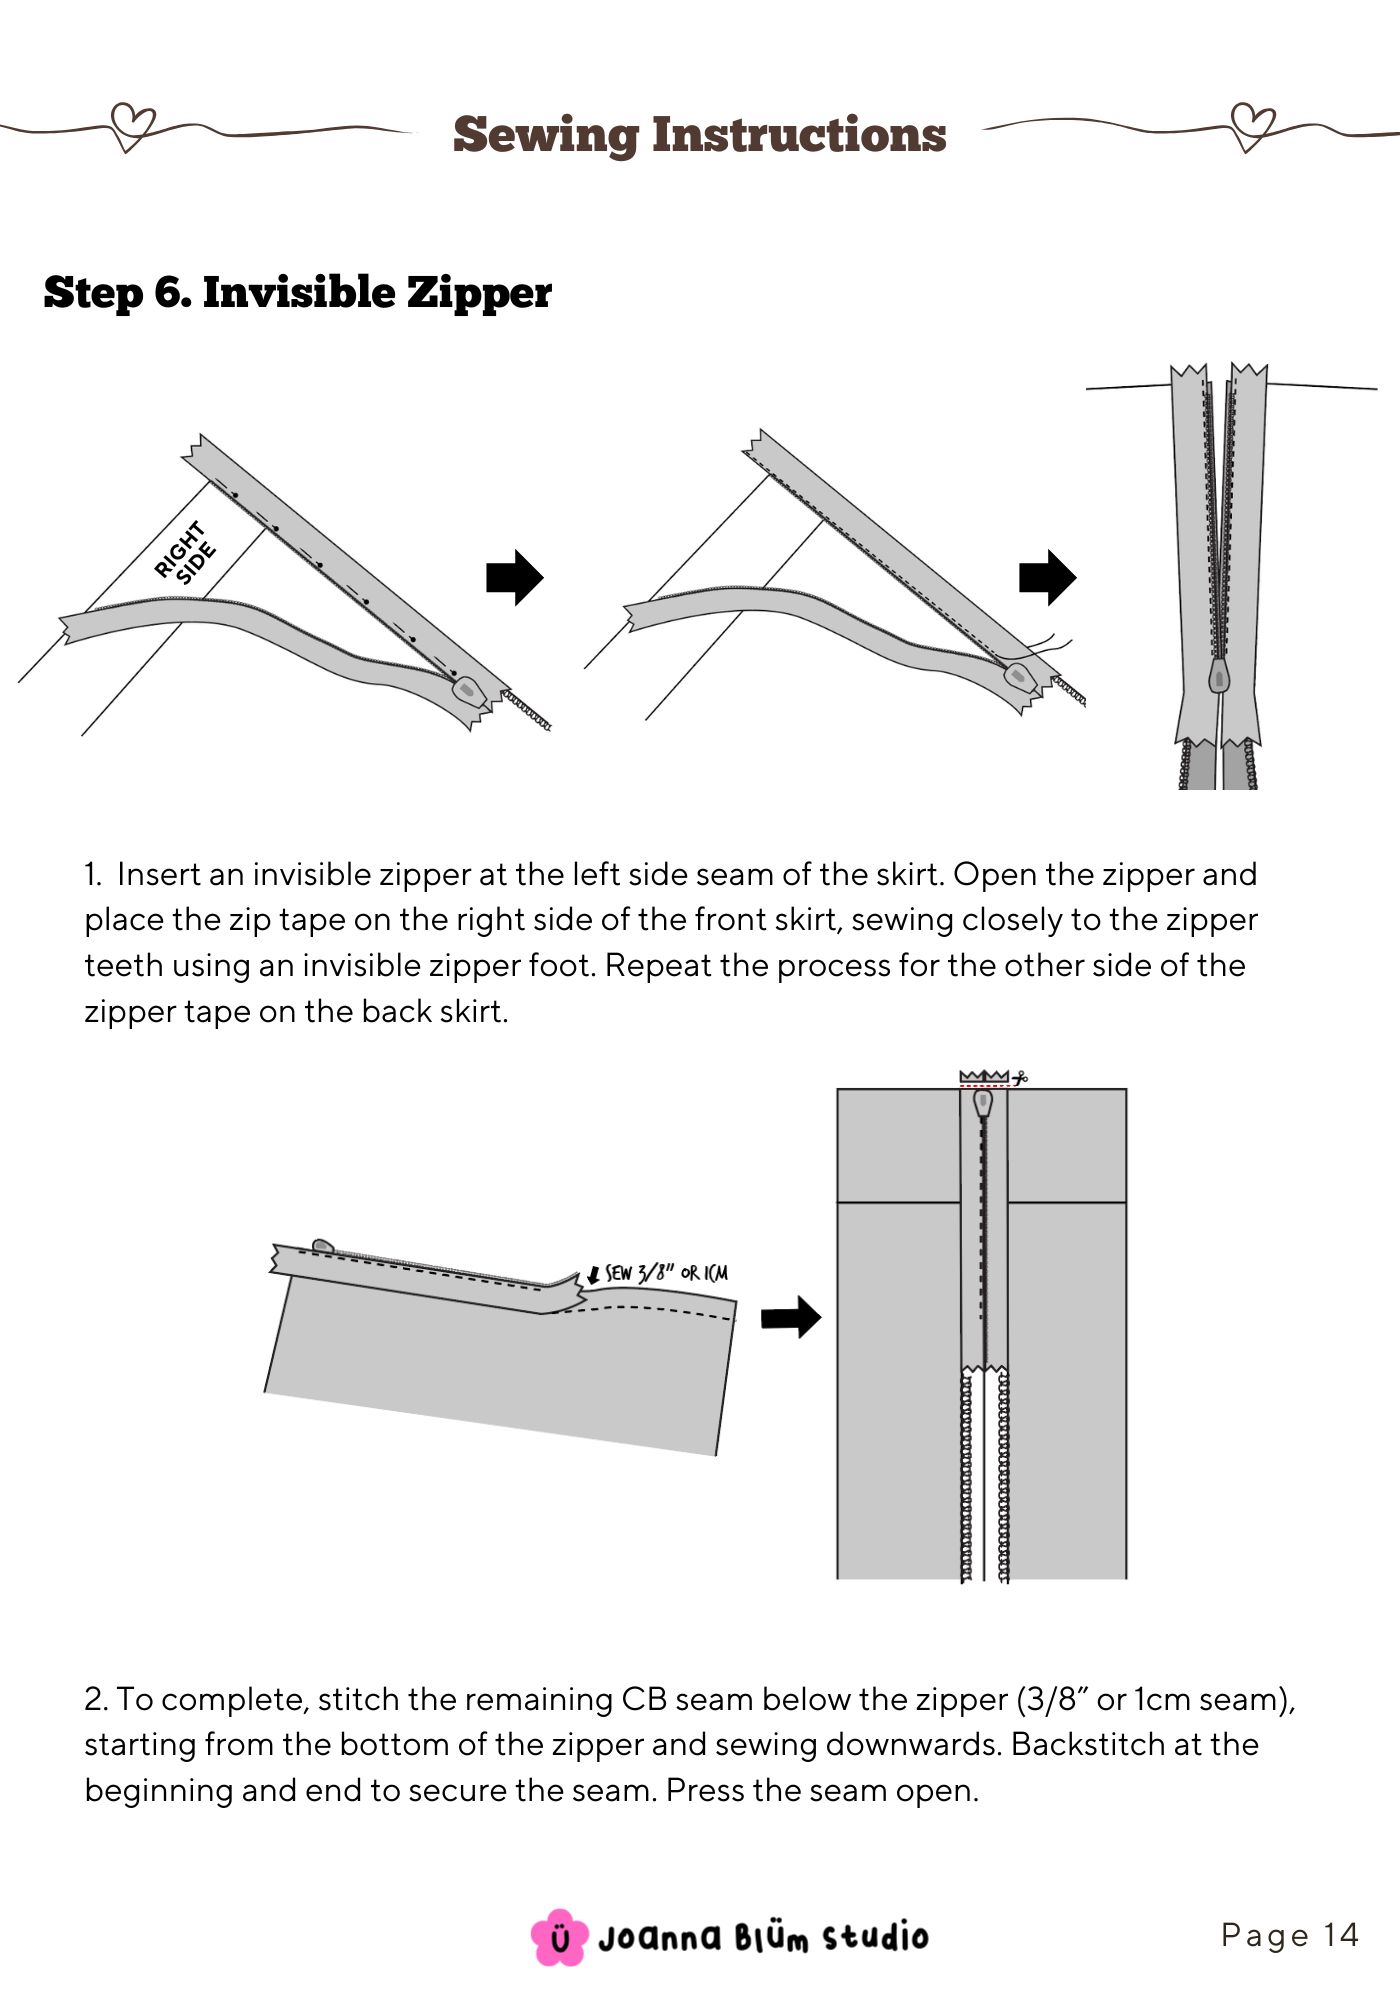 Sewing Instructions
Step 6. Invisible Zipper
RIGHT
SIDE
1.  Insert an invisible zipper at the left side seam of the skirt. Open the zipper and
place the zip tape on the right side of the front skirt, sewing closely to the zipper
teeth using an invisible zipper foot. Repeat the process for the other side of the
zipper tape on the back skirt.
SEW 3/8" OR 1CM
2. To complete, stitch the remaining CB seam below the zipper (3/8” or 1cm seam),
starting from the bottom of the zipper and sewing downwards. Backstitch at the
beginning and end to secure the seam. Press the seam open.
Ü Joanna Blüm Studio
Page 14